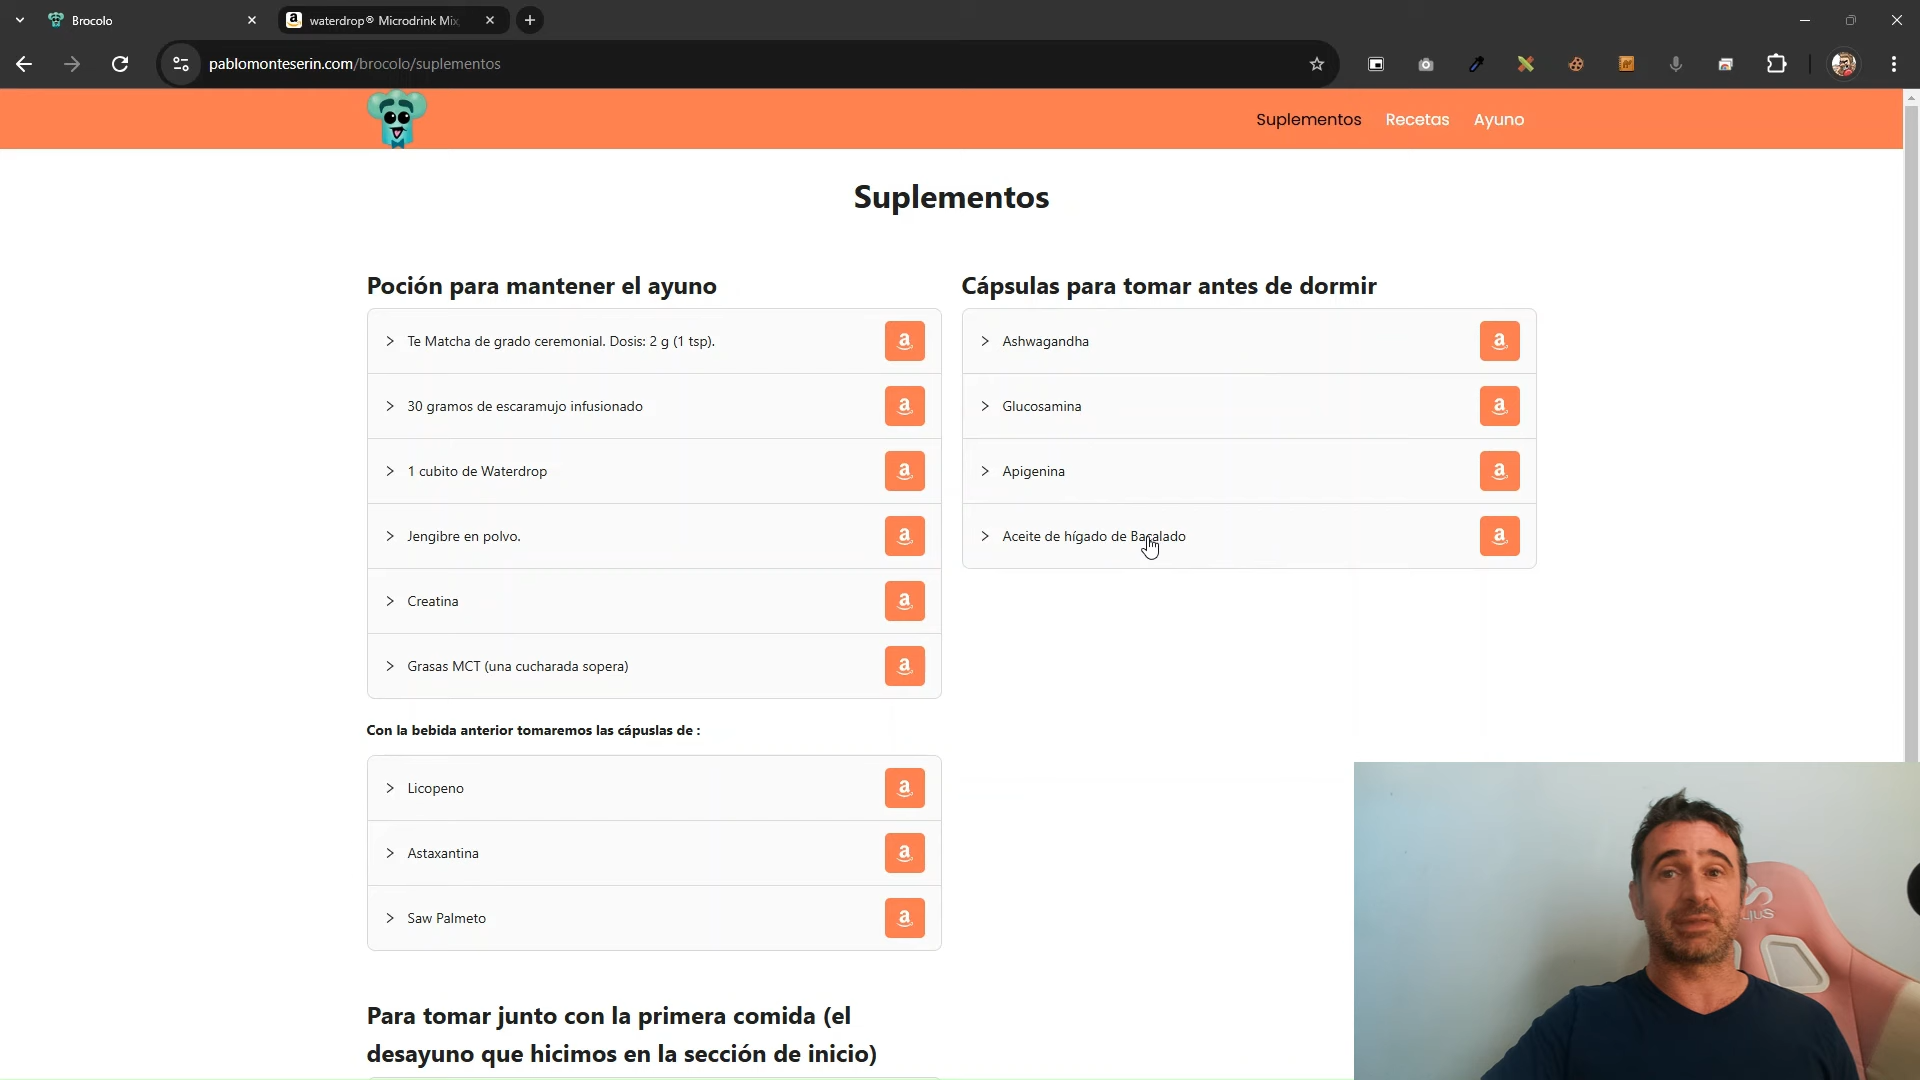 Brocolo
waterdrop® Microdrink Mix
pablomonteserin.com/brocolo/suplementos
Suplementos
Recetas
Ayuno
Suplementos
Poción para mantener el ayuno
Te Matcha de grado ceremonial. Dosis: 2 g (1 tsp).
30 gramos de escaramujo infusionado
1 cubito de Waterdrop
Jengibre en polvo.
Creatina
Grasas MCT (una cucharada sopera)
Con la bebida anterior tomaremos las cápuslas de :
Licopeno
Astaxantina
Saw Palmeto
Para tomar junto con la primera comida (el
desayuno que hicimos en la sección de inicio)
Cápsulas para tomar antes de dormir
Ashwagandha
Glucosamina
Apigenina
Aceite de hígado de Bacalado